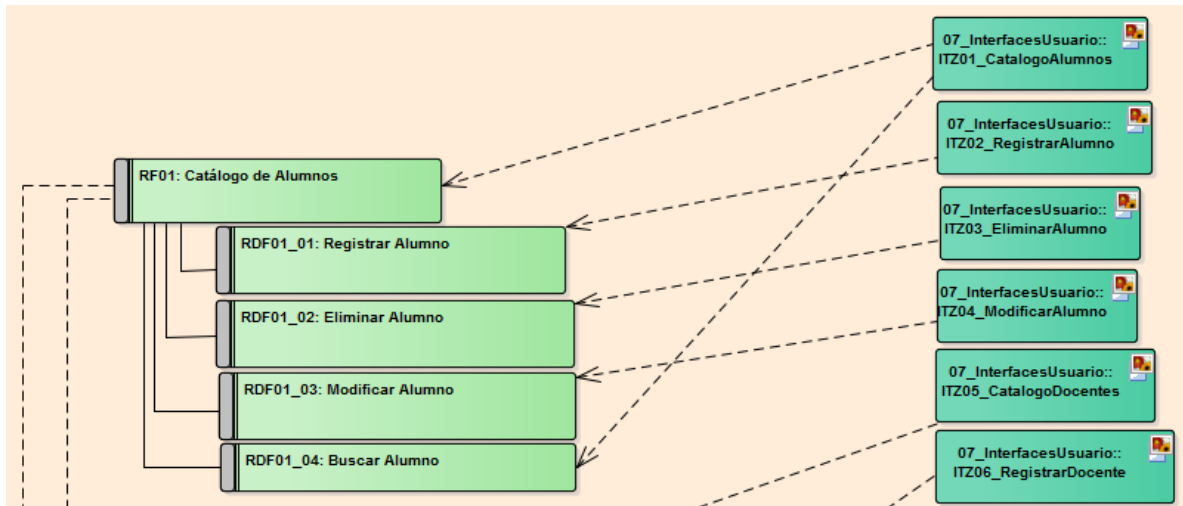 07_InterfacesUsuario::
ITZ01_CatalogoAlumnos
07_InterfacesUsuario::
ITZ02_RegistrarAlumno
RF01: Catálogo de Alumnos
07_InterfacesUsuario::
ITZ03_EliminarAlumno
RDF01_01: Registrar Alumno
07_InterfacesUsuario::
ITZ04_ModificarAlumno
RDF01_02: Eliminar Alumno
07_InterfacesUsuario::
ITZ05_CatalogoDocentes
RDF01_03: Modificar Alumno
07_InterfacesUsuario::
ITZ06_RegistrarDocente
RDF01_04: Buscar Alumno